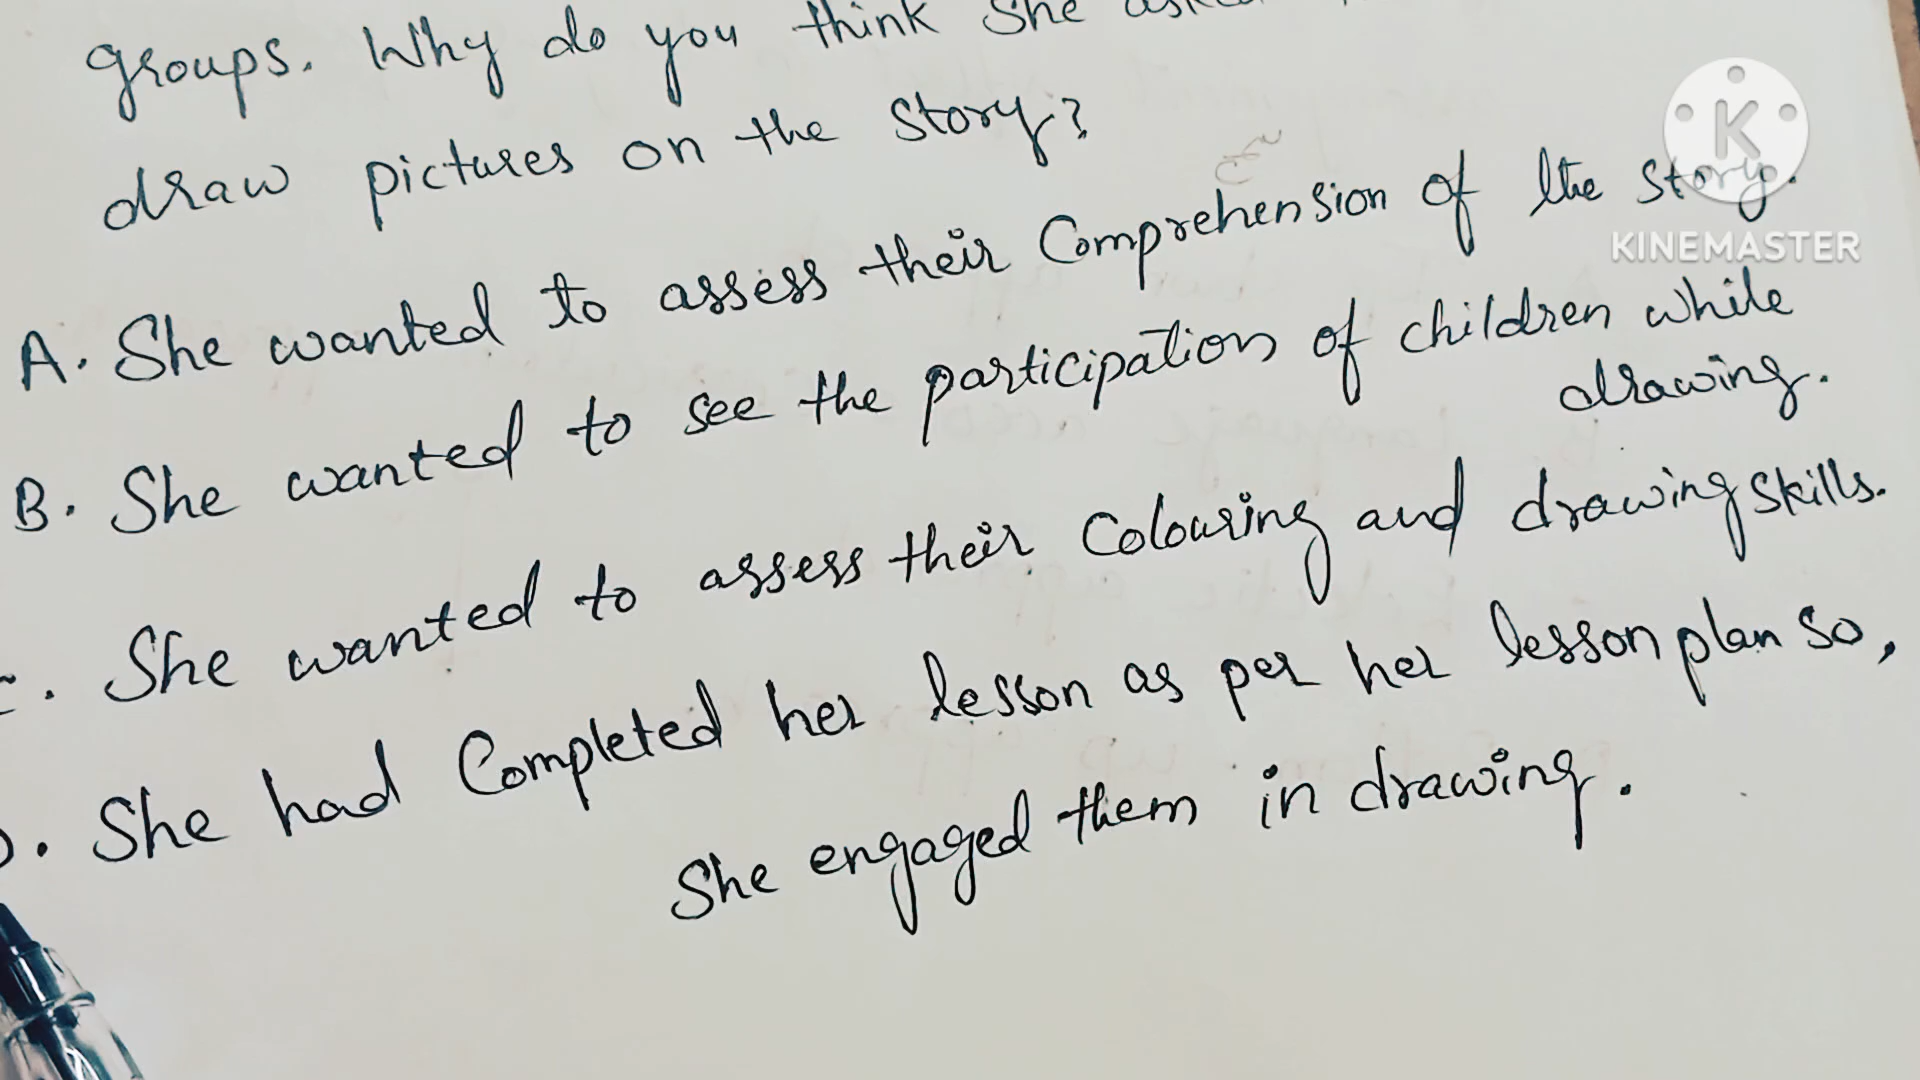 groups. Why do you think She asked
draw pictures on the Story?
A. She wanted to assess their Comprehension of the story.
B. She wanted to see the participation of children while
drawing.
She wanted to assess their Colouring and drawing skills.
She had Completed her lesson as per her lesson plan so,
She engaged them in drawing.
K
KINEMASTER